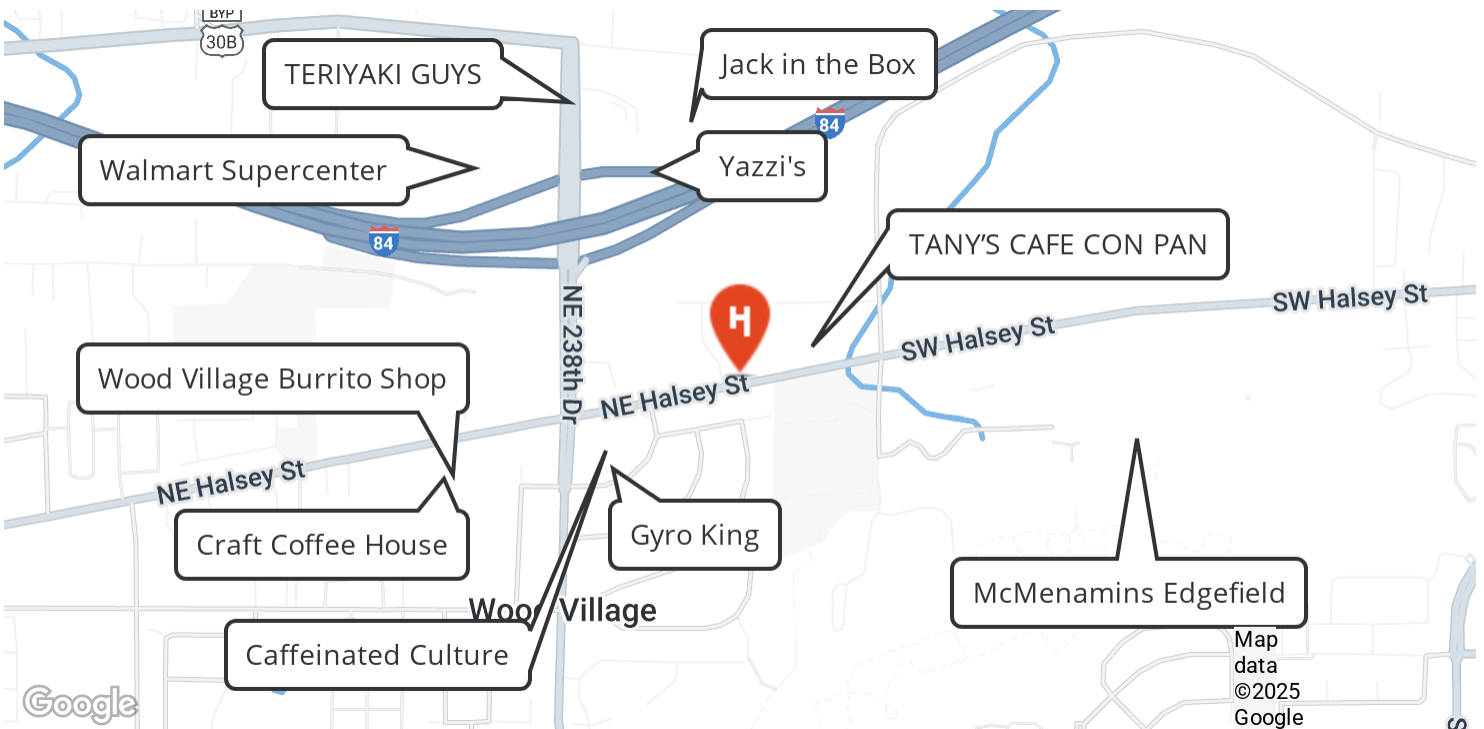 BYP
30B
TERIYAKI GUYS
Jack in the Box
84
Walmart Supercenter
Yazzi's
84
TANY’S CAFE CON PAN
NE 238th Dr
H
SW Halsey St
SW Halsey St
Wood Village Burrito Shop
NE Halsey St
NE Halsey St
Craft Coffee House
Gyro King
McMenamins Edgefield
Wood Village
Caffeinated Culture
Map
data
©2025
Google
Google
S